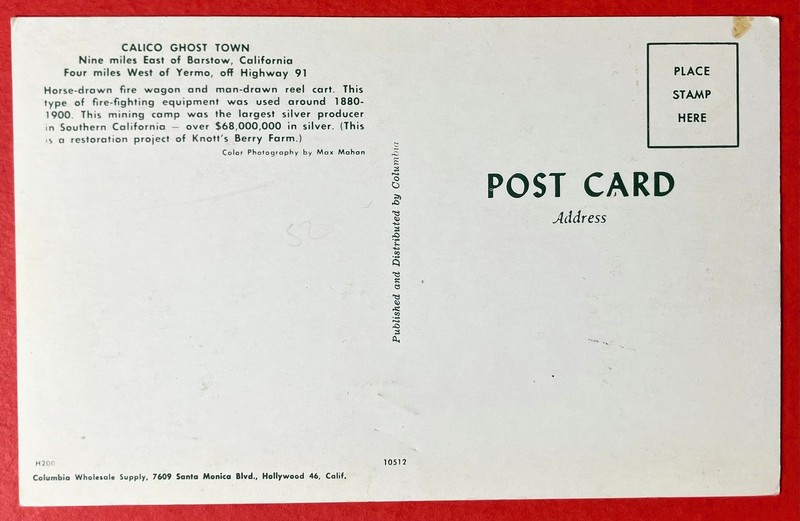 CALICO GHOST TOWN
Nine miles East of Barstow, California
Four miles West of Yermo, off Highway 91
Horse-drawn fire wagon and man-drawn reel cart. This
type of fire-fighting equipment was used around 1880-
1900. This mining camp was the largest silver producer
in Southern California — over $68,000,000 in silver. (This
is a restoration project of Knott's Berry Farm.)
Color Photography by Max Mahan
52
Published and Distributed by Columbia
PLACE
STAMP
HERE
POST CARD
Address
H200
10512
Columbia Wholesale Supply, 7609 Santa Monica Blvd., Hollywood 46, Calif.